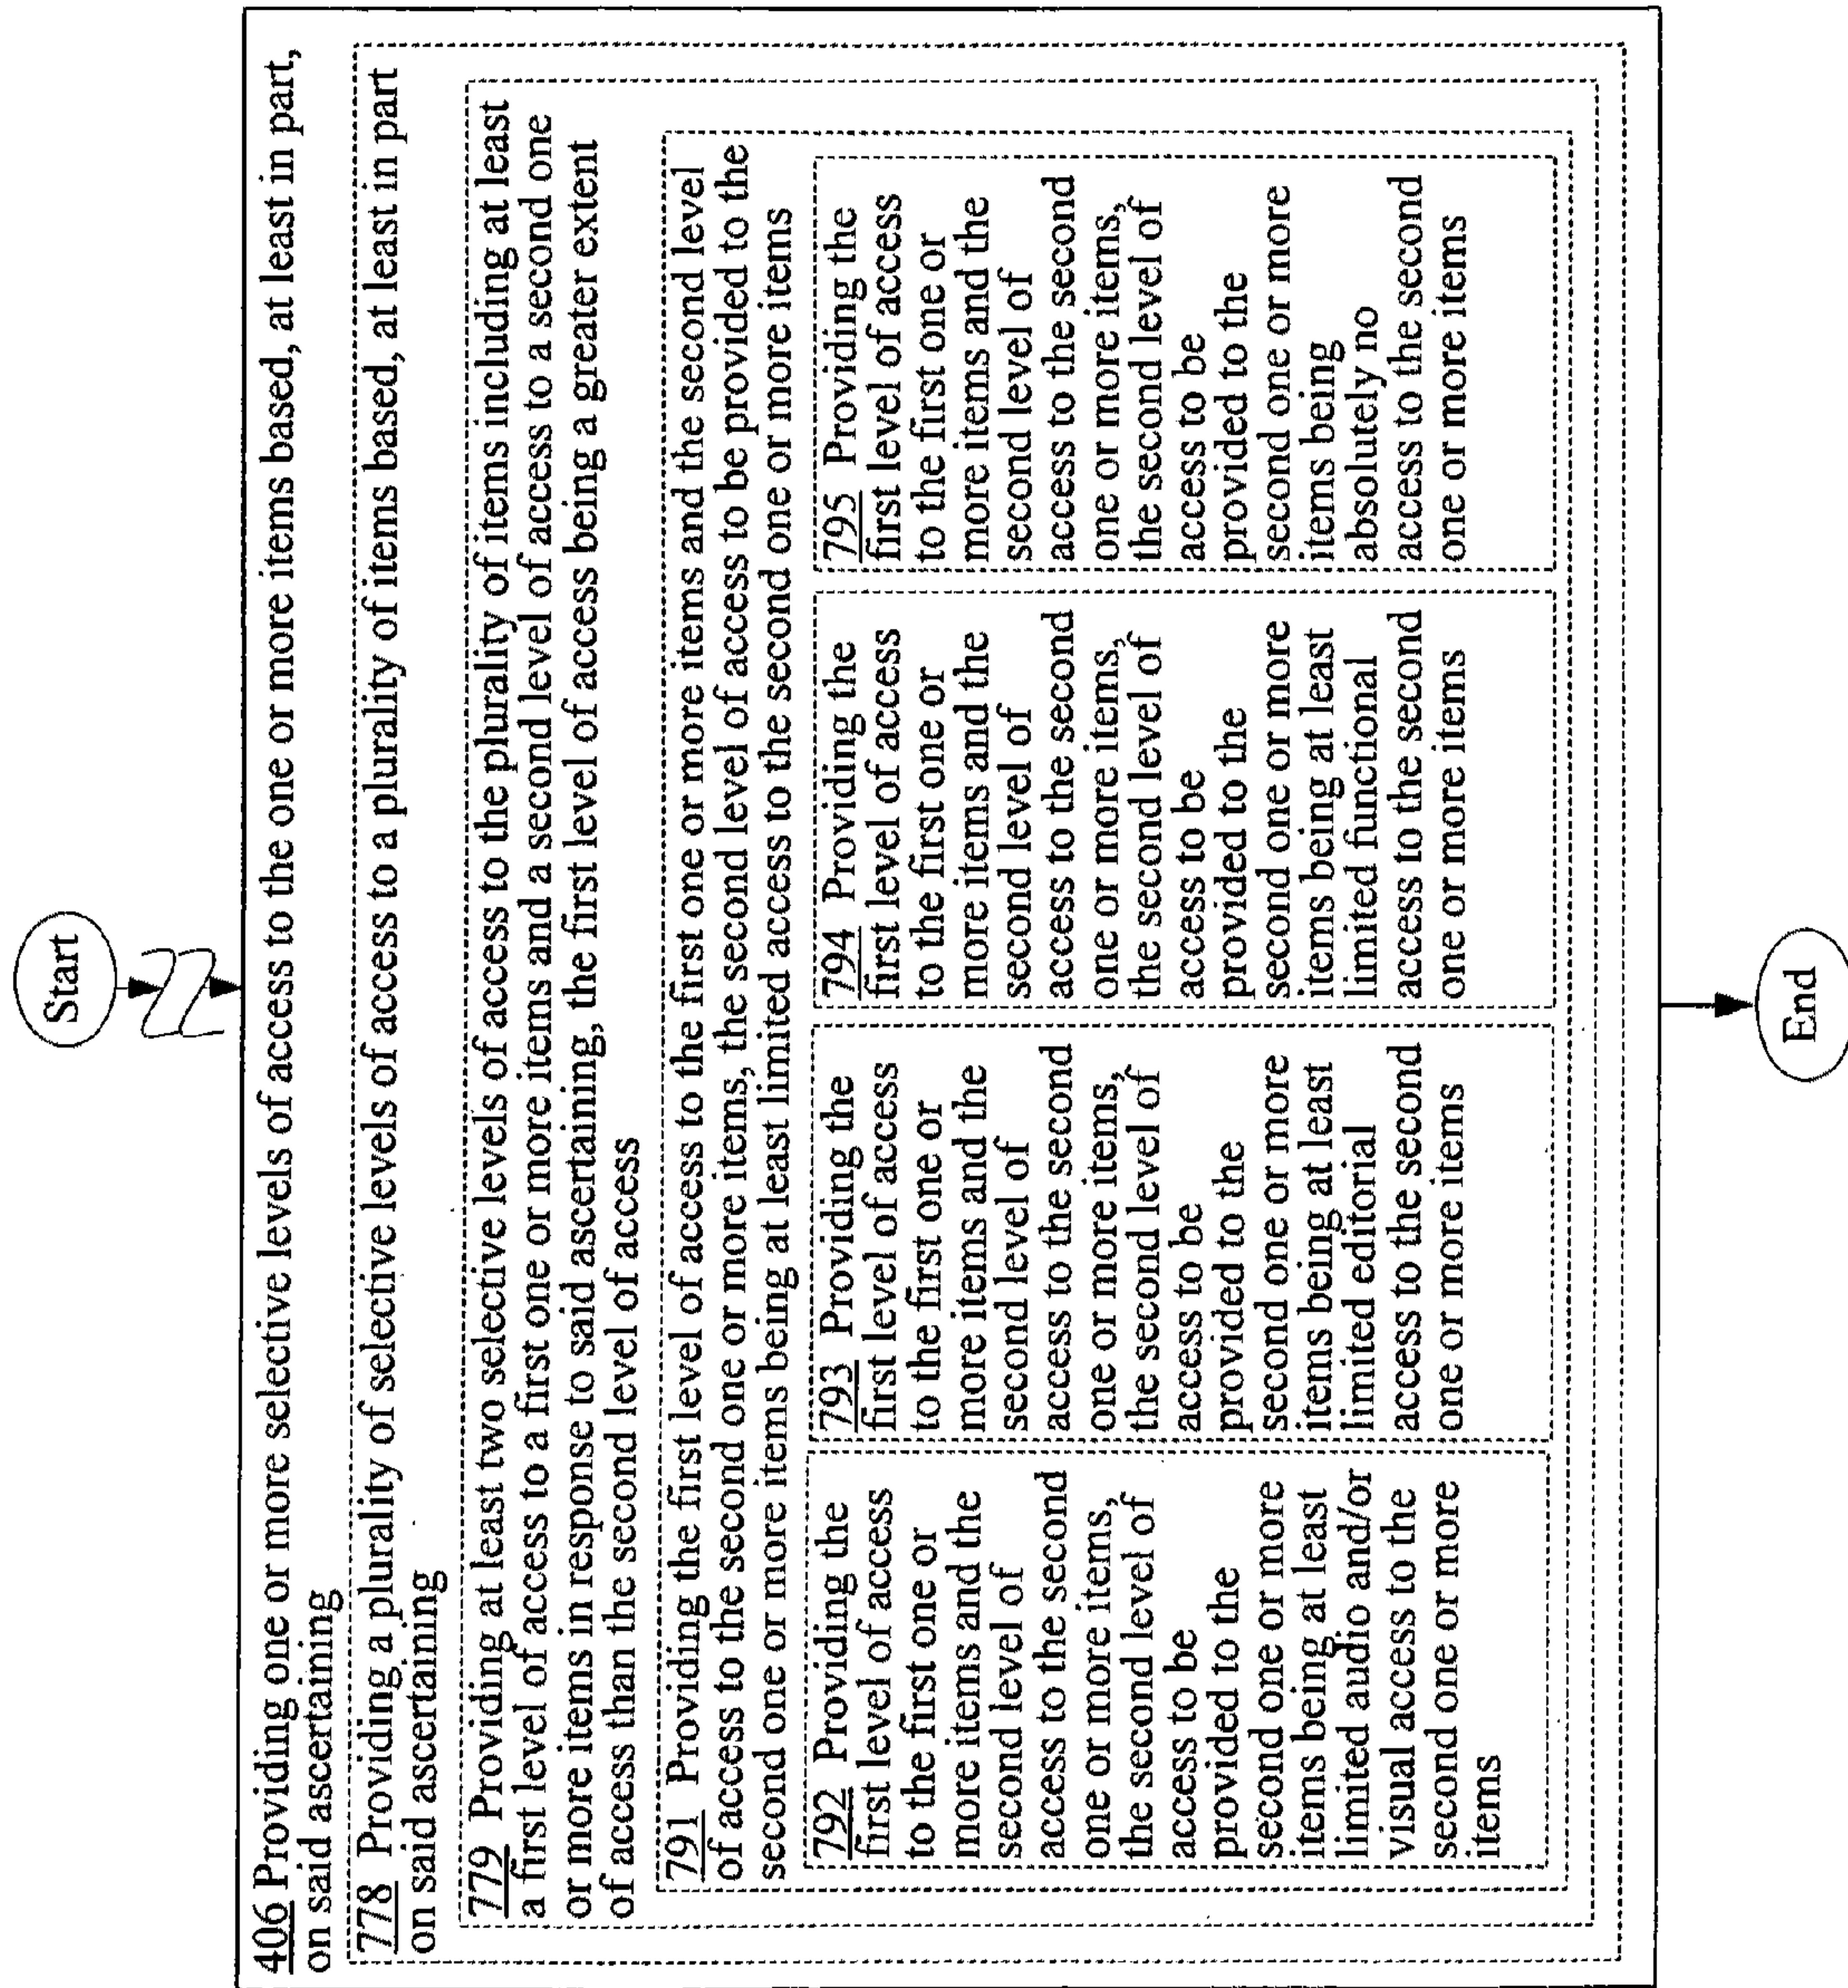 Start
406 Providing one or more selective levels of access to the one or more items based, at least in part,
on said ascertaining
778 Providing a plurality of selective levels of access to a plurality of items based, at least in part
on said ascertaining
779 Providing at least two selective levels of access to the plurality of items including at least
a first level of access to a first one or more items and a second level of access to a second one
or more items in response to said ascertaining, the first level of access being a greater extent
of access than the second level of access
791 Providing the first level of access to the first one or more items and the second level
of access to the second one or more items, the second level of access to be provided to the
second one or more items being at least limited access to the second one or more items
792 Providing the
first level of access
to the first one or
more items and the
second level of
access to the second
one or more items,
the second level of
access to be
provided to the
second one or more
items being at least
limited audio and/or
visual access to the
second one or more
items
793 Providing the
first level of access
to the first one or
more items and the
second level of
access to the second
one or more items,
the second level of
access to be
provided to the
second one or more
items being at least
limited editorial
access to the second
one or more items
794 Providing the
first level of access
to the first one or
more items and the
second level of
access to the second
one or more items,
the second level of
access to be
provided to the
second one or more
items being at least
limited functional
access to the second
one or more items
795 Providing the
first level of access
to the first one or
more items and the
second level of
access to the second
one or more items,
the second level of
access to be
provided to the
second one or more
items being
absolutely no
access to the second
one or more items
End